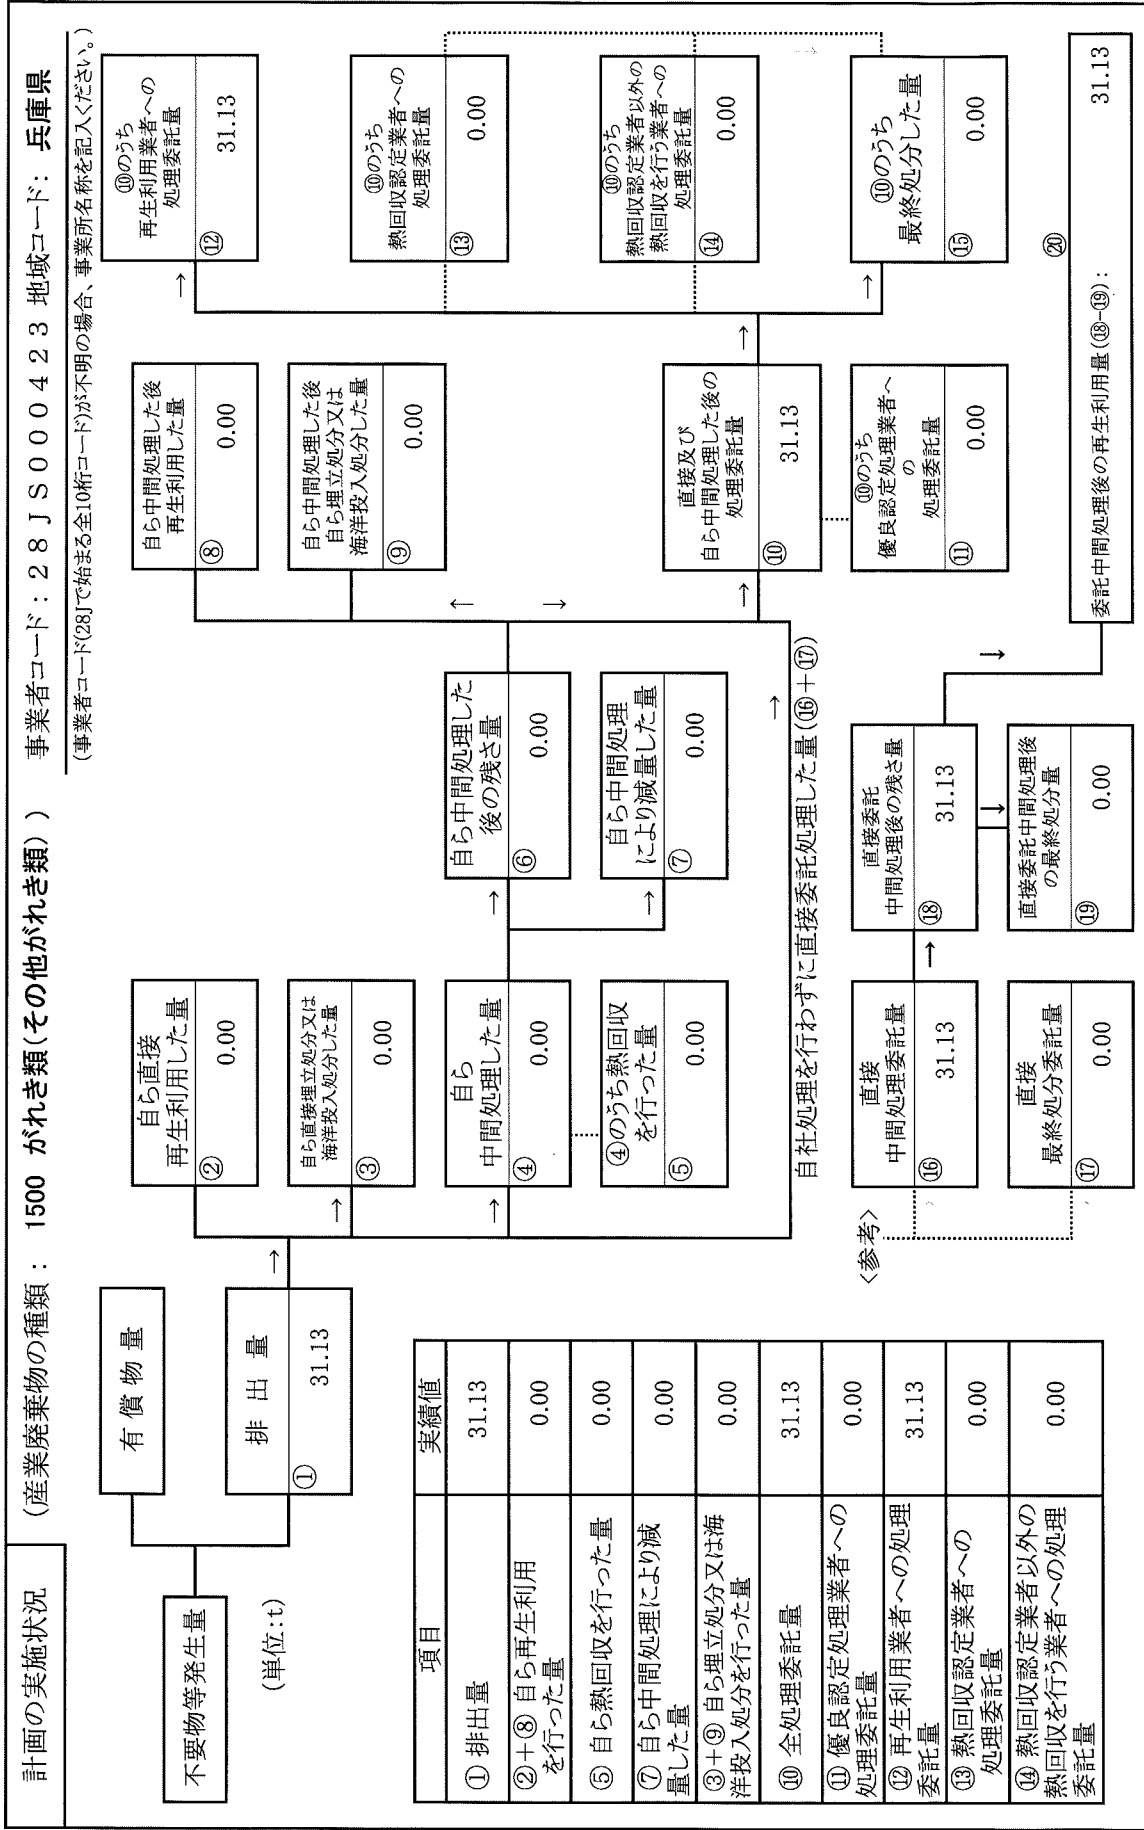 計画の実施状況
(産業廃棄物の種類： 1500 がれき類(その他がれき類) )
事業者コード：２８ＪＳ０００４２３ 地域コード： 兵庫県
(事業者コード(28Jで始まる全10桁コード)が不明の場合、事業所名称を記入ください。)
不要物等発生量
(単位:t)
有 償 物 量
排 出 量
①
31.13
自ら直接
再生利用した量
②
0.00
自ら直接埋立処分又は
海洋投入処分した量
③
0.00
自ら
中間処理した量
④
0.00
④のうち熱回収
を行った量
⑤
0.00
自ら中間処理した
後の残さ量
⑥
0.00
自ら中間処理
により減量した量
⑦
0.00
自ら中間処理した後
再生利用した量
⑧
0.00
自ら中間処理した後
自ら埋立処分又は
海洋投入処分した量
⑨
0.00
直接及び
自ら中間処理した後の
処理委託量
⑩
31.13
⑩のうち
優良認定処理業者へ
の
処理委託量
⑪
0.00
⑩のうち
再生利用業者への
処理委託量
⑫
31.13
⑩のうち
熱回収認定業者への
処理委託量
⑬
0.00
⑩のうち
熱回収認定業者以外の
熱回収を行う業者への
処理委託量
⑭
0.00
⑩のうち
最終処分した量
⑮
0.00
自社処理を行わずに直接委託処理した量(⑯＋⑰)
<参考>
直接
中間処理委託量
⑯
31.13
直接
最終処分委託量
⑰
0.00
直接委託
中間処理後の残さ量
⑱
31.13
直接委託中間処理後
の最終処分量
⑲
0.00
⑳
委託中間処理後の再生利用量(⑱-⑲)：
31.13
項目 実績値
① 排出量 31.13
②＋⑧ 自ら再生利用
を行った量 0.00
⑤ 自ら熱回収を行った量 0.00
⑦ 自ら中間処理により減
量した量 0.00
③＋⑨ 自ら埋立処分又は海
洋投入処分を行った量 0.00
⑩ 全処理委託量 31.13
⑪ 優良認定処理業者への
処理委託量 0.00
⑫ 再生利用業者への処理
委託量 31.13
⑬ 熱回収認定業者への
処理委託量 0.00
⑭ 熱回収認定業者以外の
熱回収を行う業者への処理
委託量 0.00